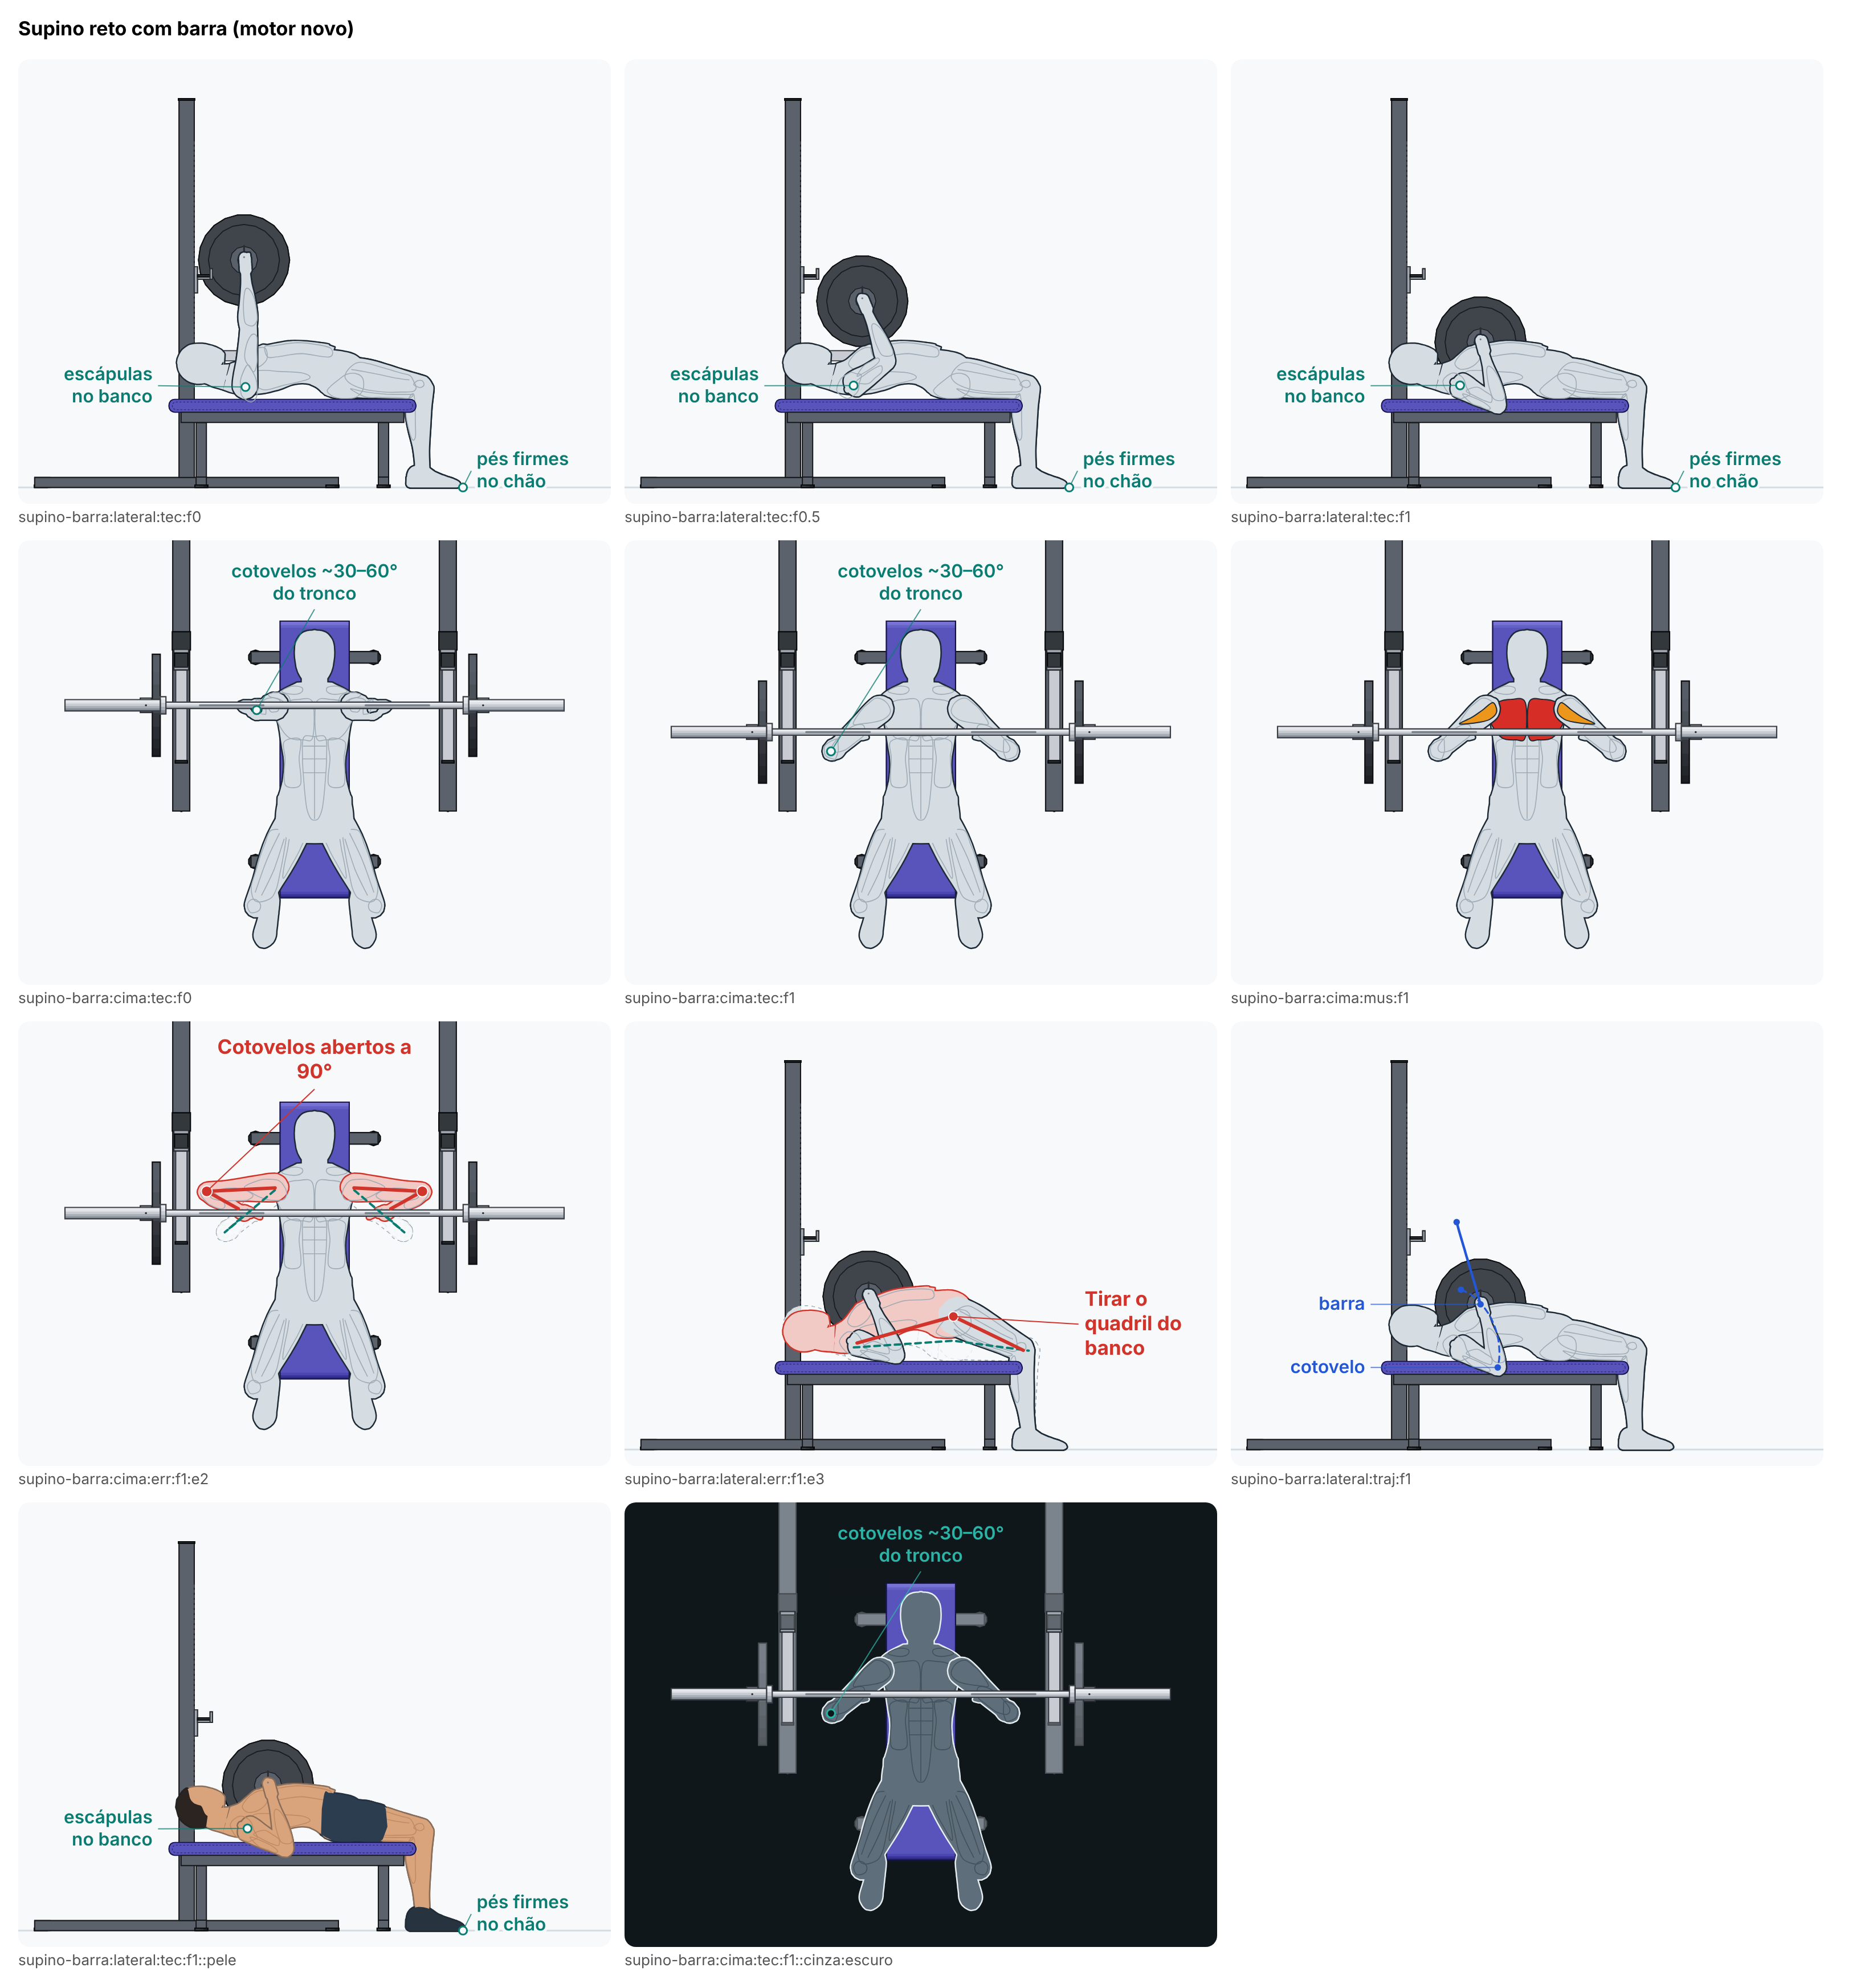 Supino reto com barra (motor novo)
escápulas
no banco
pés firmes
no chão
supino-barra:lateral:tec:f0
escápulas
no banco
pés firmes
no chão
supino-barra:lateral:tec:f0.5
escápulas
no banco
pés firmes
no chão
supino-barra:lateral:tec:f1
cotovelos ~30–60°
do tronco
supino-barra:cima:tec:f0
cotovelos ~30–60°
do tronco
supino-barra:cima:tec:f1
supino-barra:cima:mus:f1
Cotovelos abertos a
90°
supino-barra:cima:err:f1:e2
Tirar o
quadril do
banco
supino-barra:lateral:err:f1:e3
barra
cotovelo
supino-barra:lateral:traj:f1
escápulas
no banco
pés firmes
no chão
supino-barra:lateral:tec:f1::pele
cotovelos ~30–60°
do tronco
supino-barra:cima:tec:f1::cinza:escuro